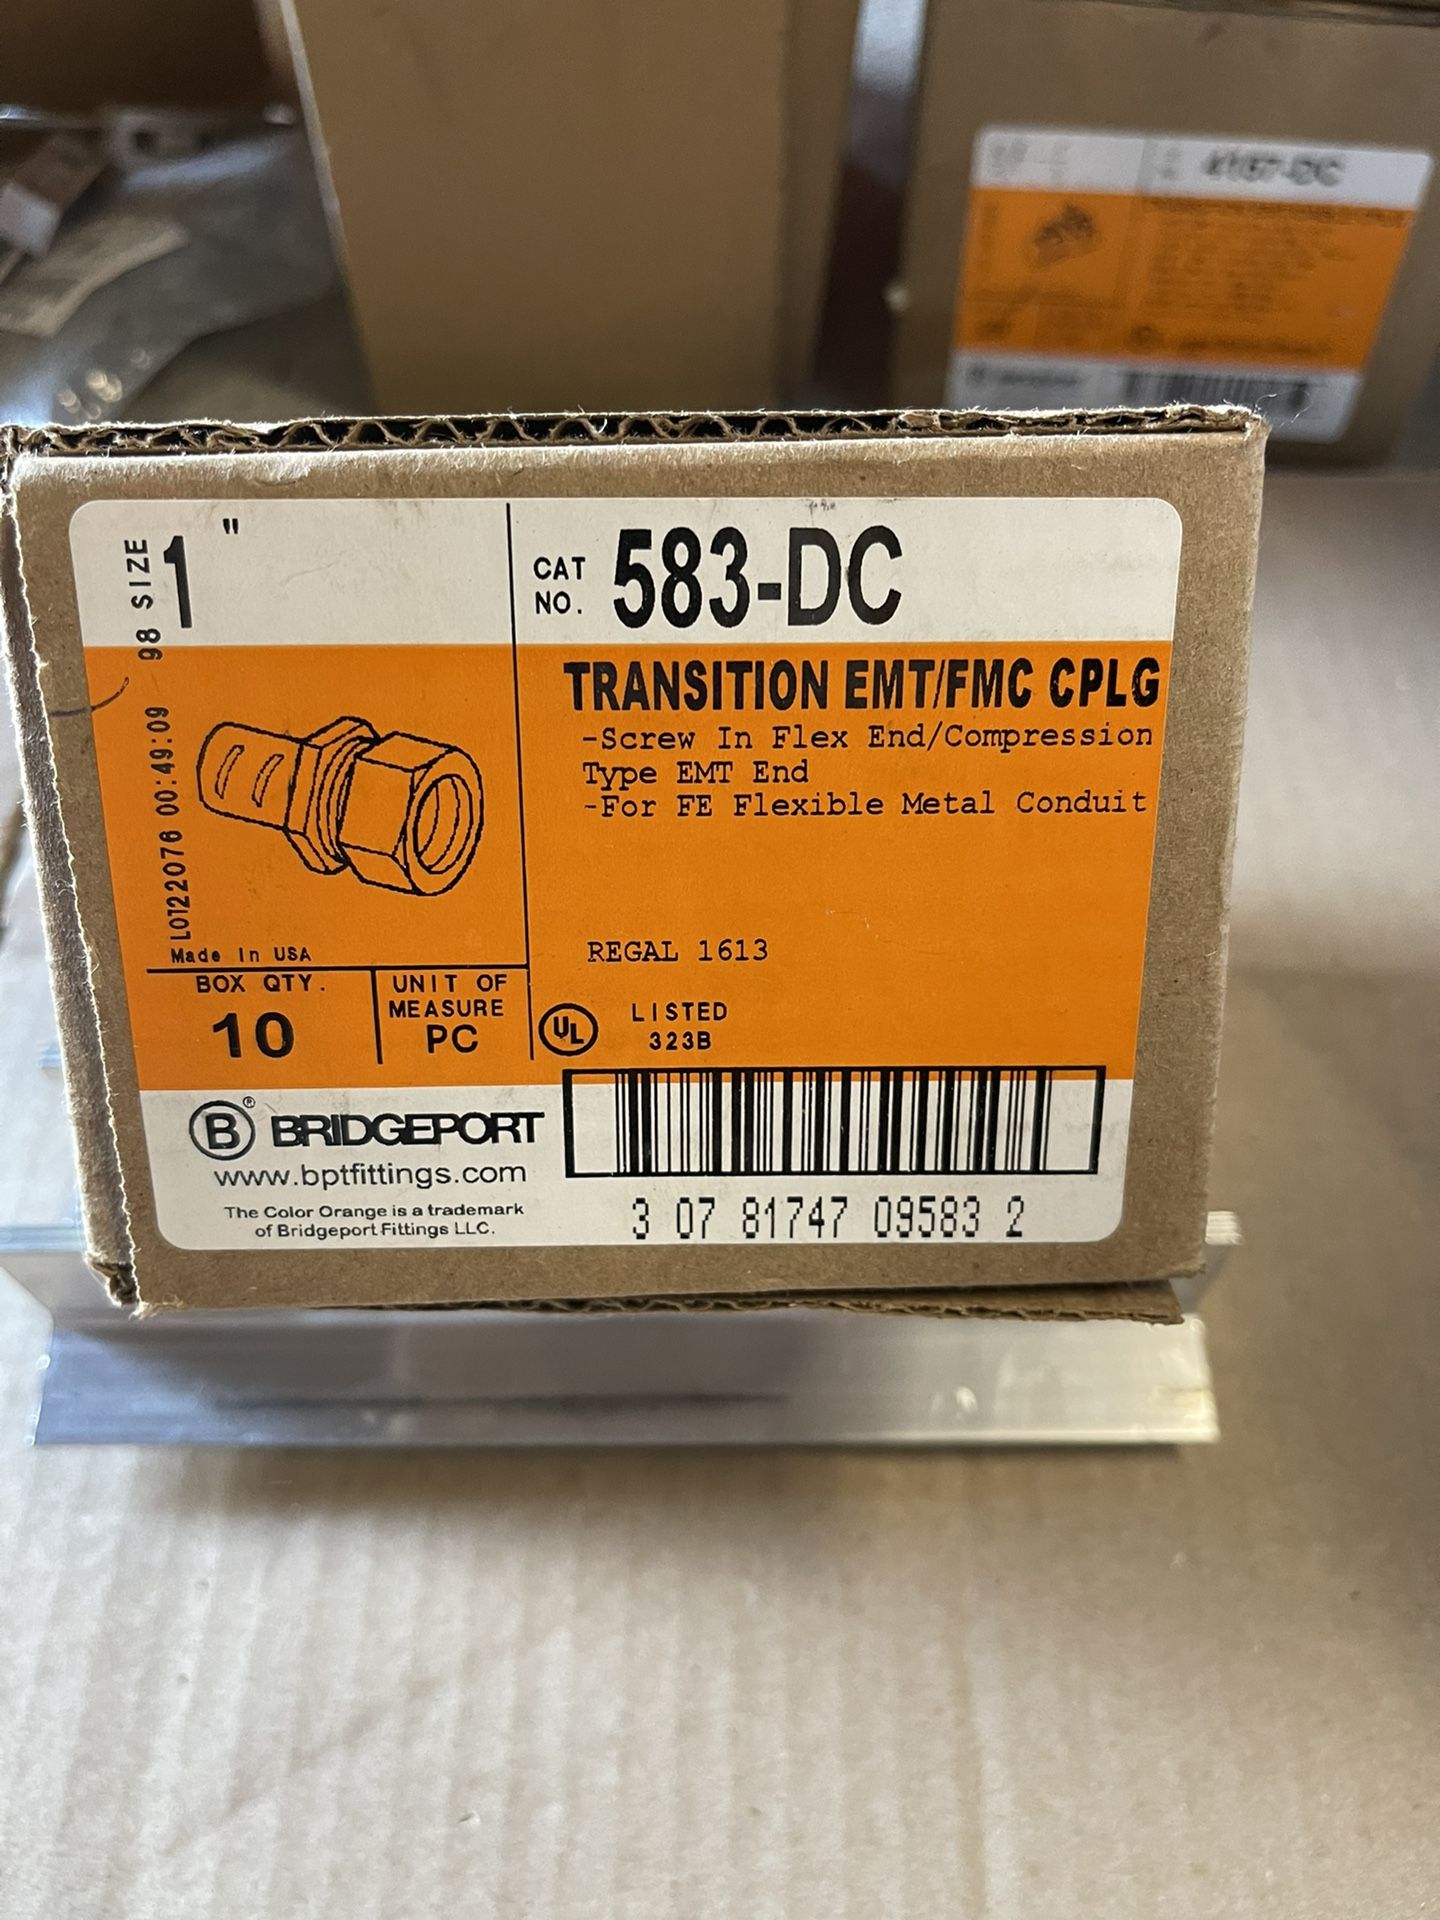 4167-DC
98 SIZE
1"
CAT NO.
583-DC
TRANSITION EMT/FMC CPLG
-Screw In Flex End/Compression
Type EMT End
-For FE Flexible Metal Conduit
LOT22076 00:49:09
REGAL 1613
Made In USA
BOX QTY.
10
UNIT OF
MEASURE
PC
UL
LISTED
323B
B® BRIDGEPORT
www.bptfittings.com
The Color Orange is a trademark
of Bridgeport Fittings LLC.
3 07 81747 09583 2